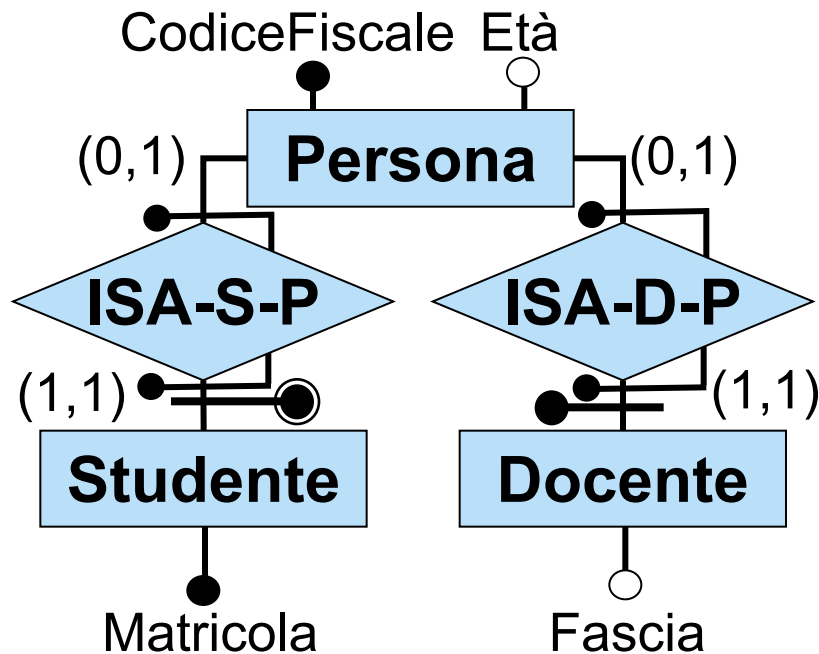 CodiceFiscale Età
Persona
(0,1) (0,1)
ISA-S-P ISA-D-P
(1,1) (1,1)
Studente Docente
Matricola Fascia